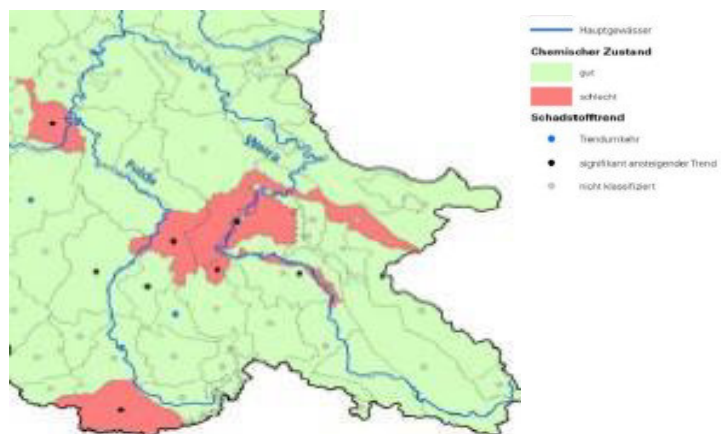 Fulda
Werra
Hauptgewässer
Chemischer Zustand
gut
schlecht
Schadstofftrend
Trendumkehr
signifikant ansteigender Trend
nicht klassifiziert